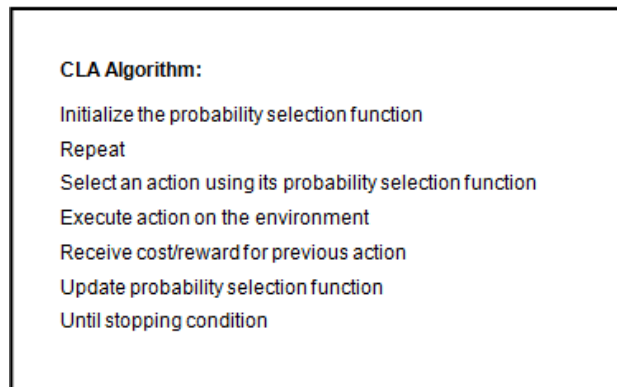 CLA Algorithm:
Initialize the probability selection function
Repeat
Select an action using its probability selection function
Execute action on the environment
Receive cost/reward for previous action
Update probability selection function
Until stopping condition